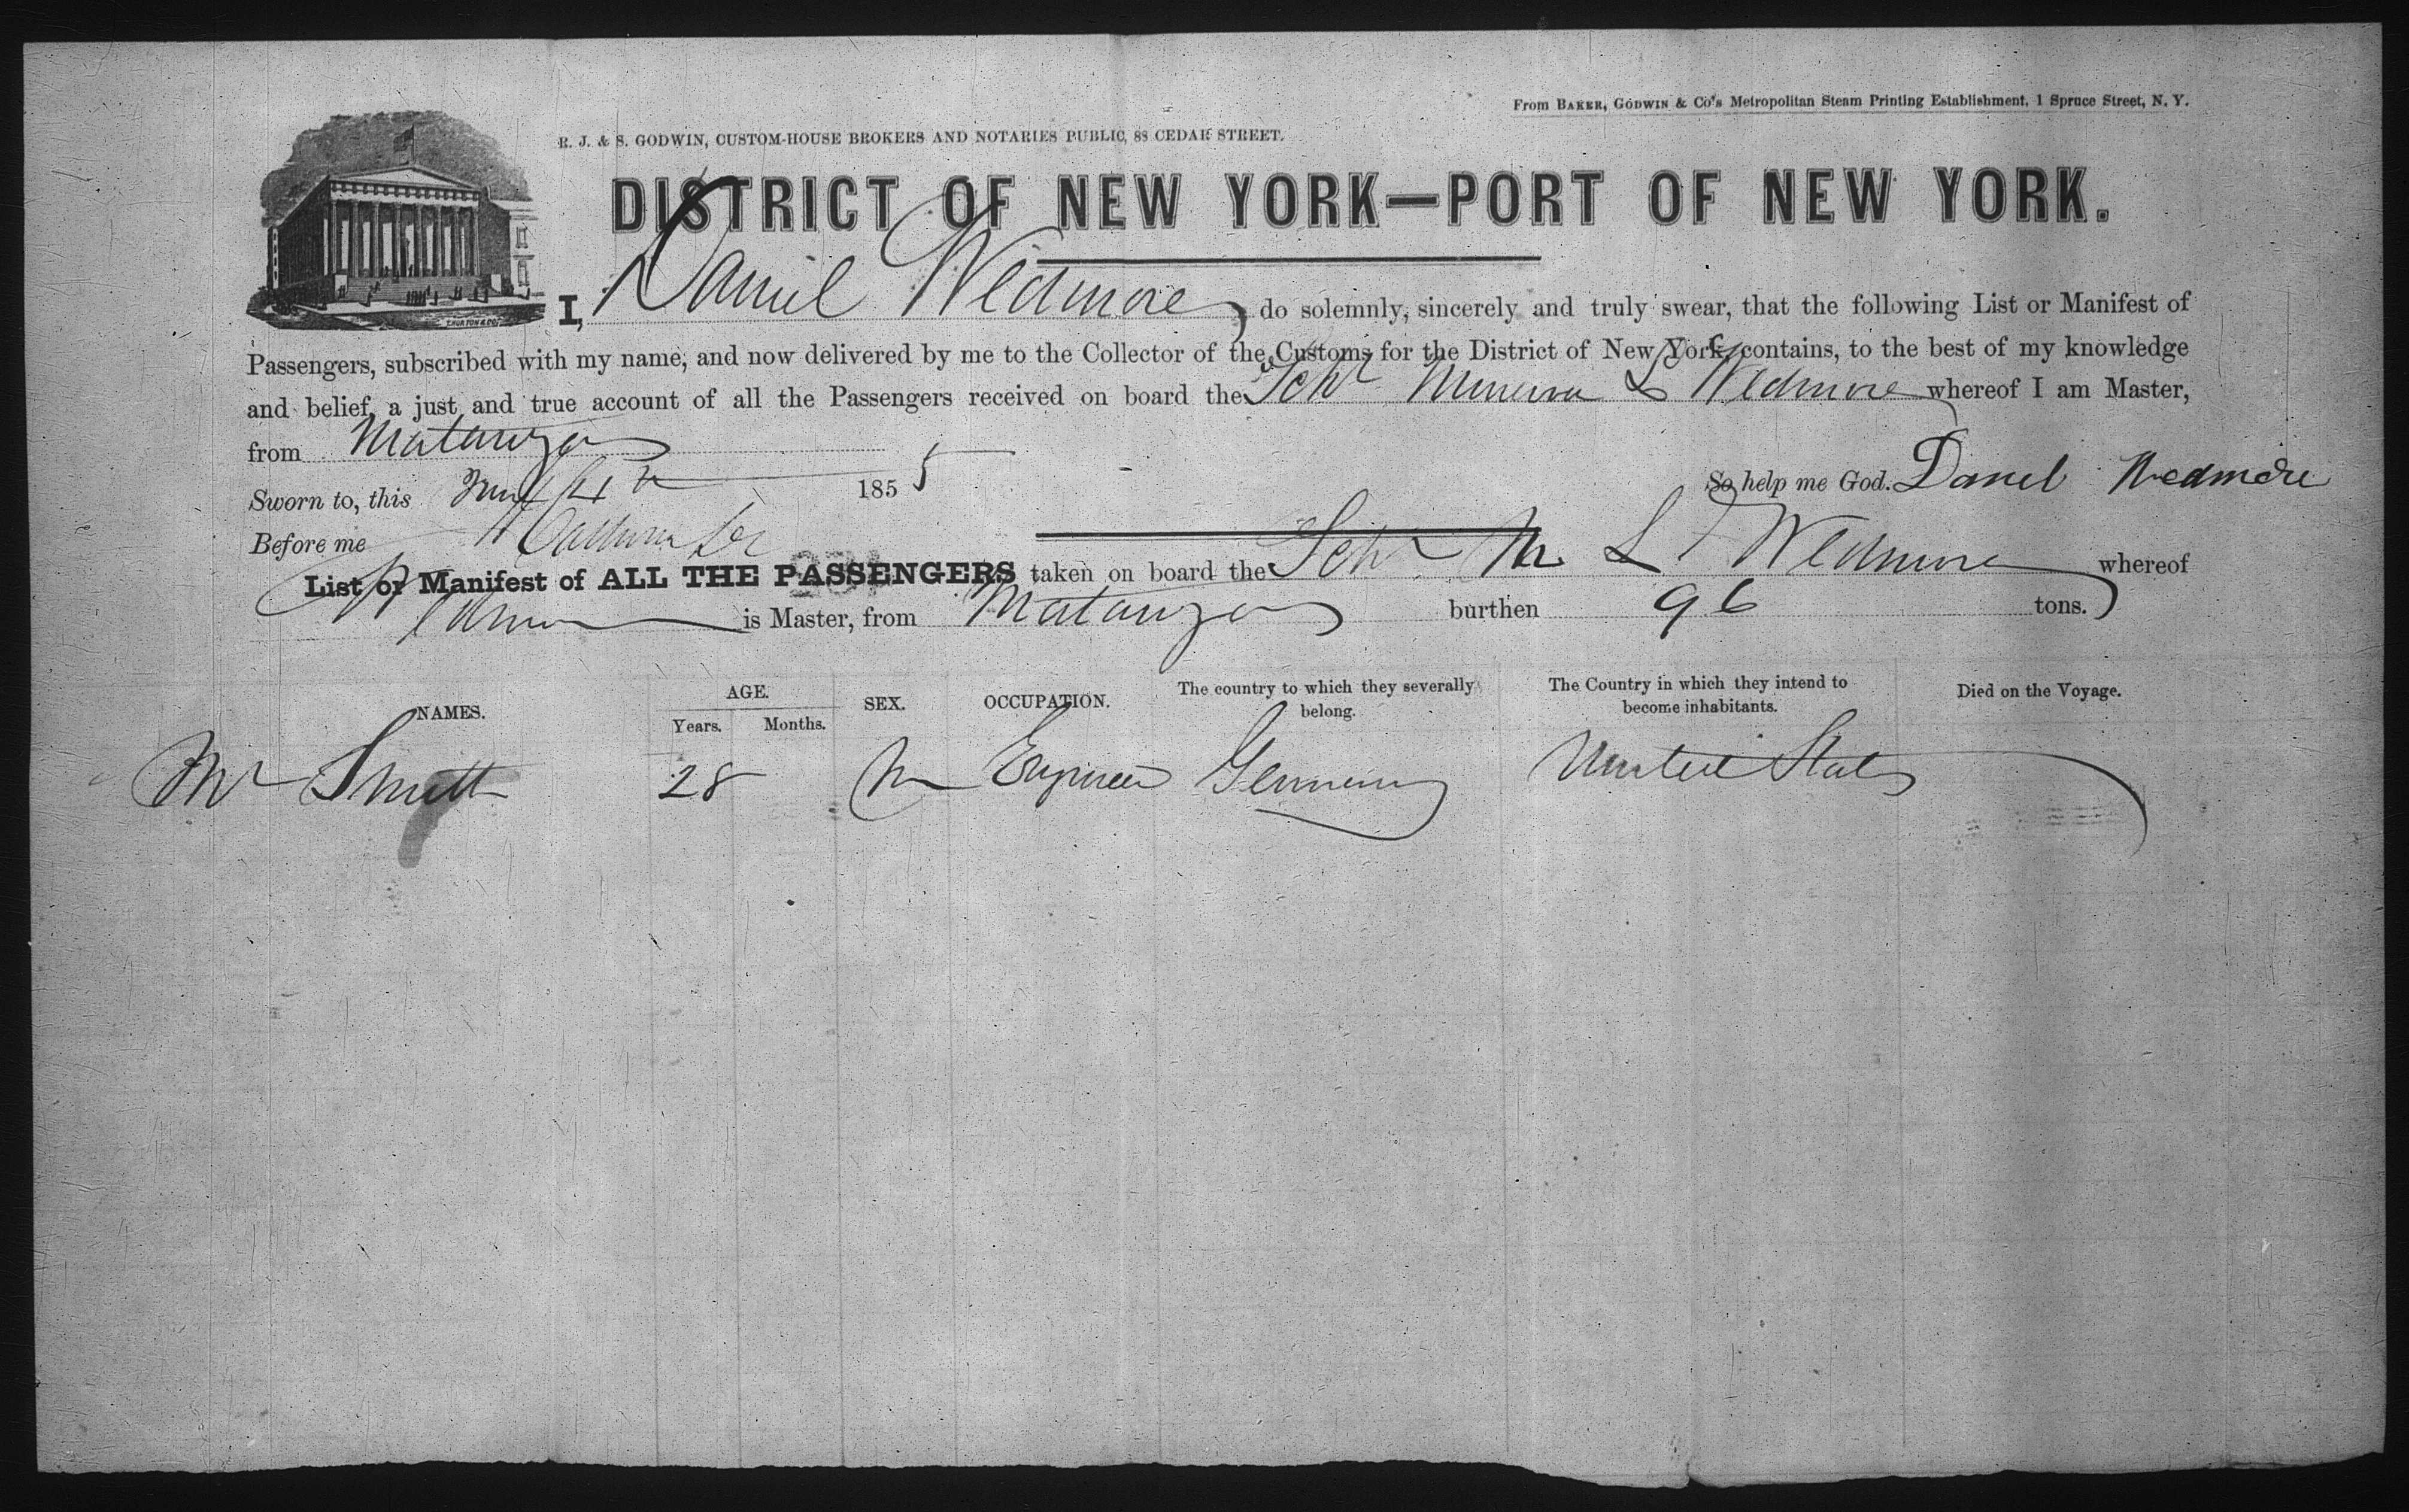 From BAKER, GODWIN & Co's Metropolitan Steam Printing Establishment, 1 Spruce Street, N. Y.
R. J. & S. GODWIN, CUSTOM-HOUSE BROKERS AND NOTARIES PUBLIC, 88 CEDAR STREET.
DISTRICT OF NEW YORK—PORT OF NEW YORK.
I, Daniel Wedmore do solemnly, sincerely and truly swear, that the following List or Manifest of
Passengers, subscribed with my name, and now delivered by me to the Collector of the Customs for the District of New York, contains, to the best of my knowledge
and belief, a just and true account of all the Passengers received on board the Schr Minerva L Wedmore whereof I am Master,
from Matanzas
Sworn to, this 4th 1855 So help me God. Daniel Wedmore
Before me
List or Manifest of ALL THE PASSENGERS taken on board the Schr M L Wedmore whereof
Wedmore is Master, from Matanzas burthen 96 tons.
NAMES. AGE. SEX. OCCUPATION. The country to which they severally belong. The Country in which they intend to become inhabitants. Died on the Voyage.
Years. Months.
Mr Smith 28 M Engineer Germany United States